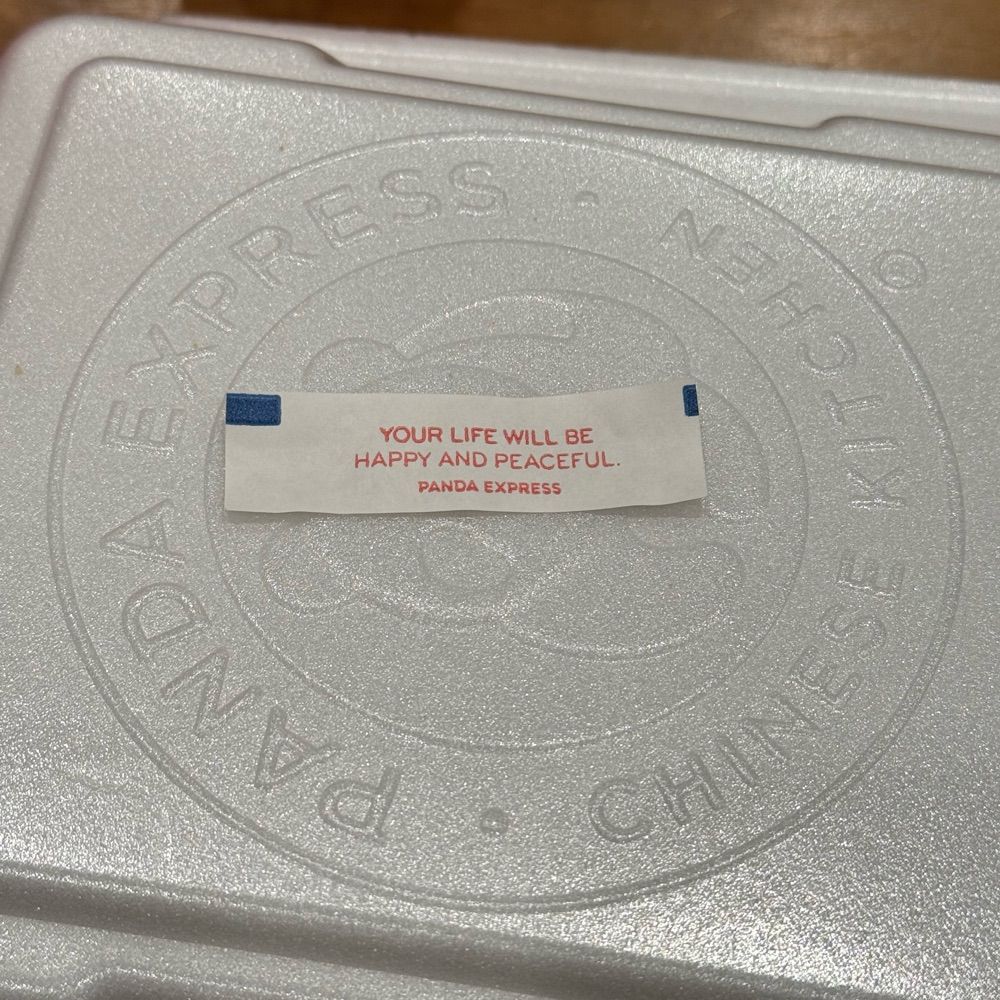 YOUR LIFE WILL BE
HAPPY AND PEACEFUL.
PANDA EXPRESS
PANDA EXPRESS · CHINESE KITCHEN ®